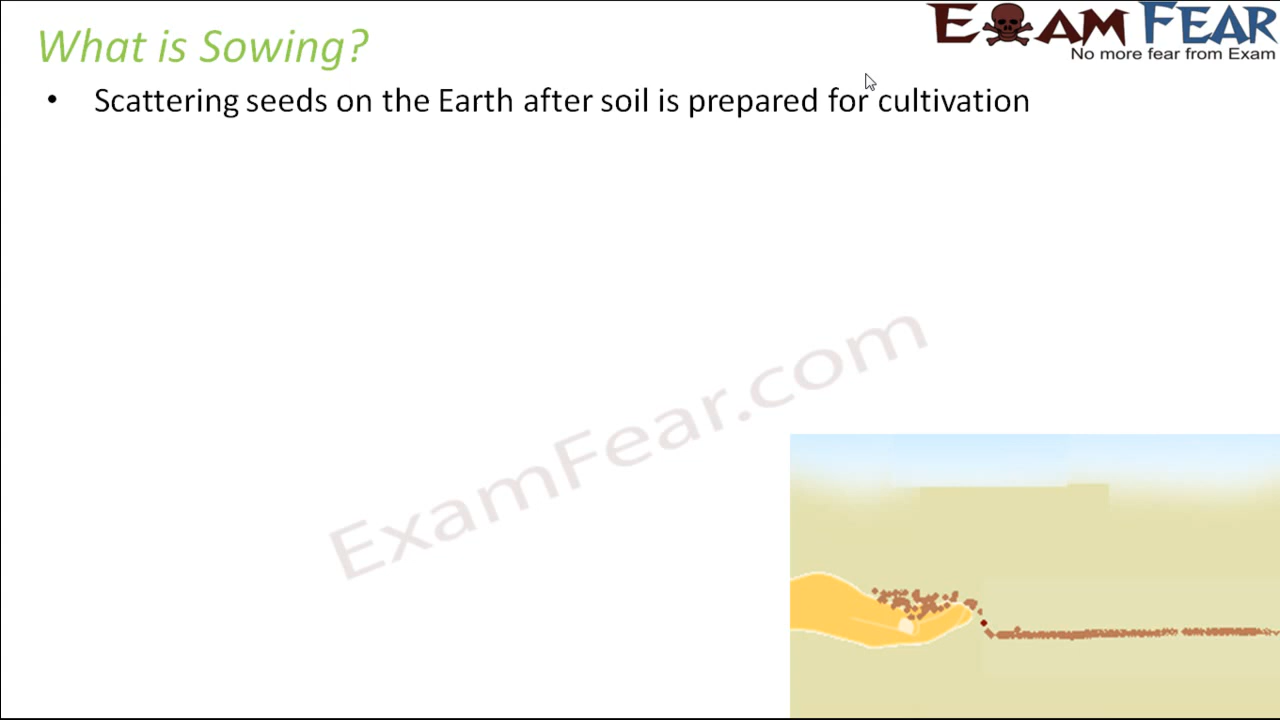 What is Sowing?
EXAM FEAR
No more fear from Exam
• Scattering seeds on the Earth after soil is prepared for cultivation
ExamFear.com